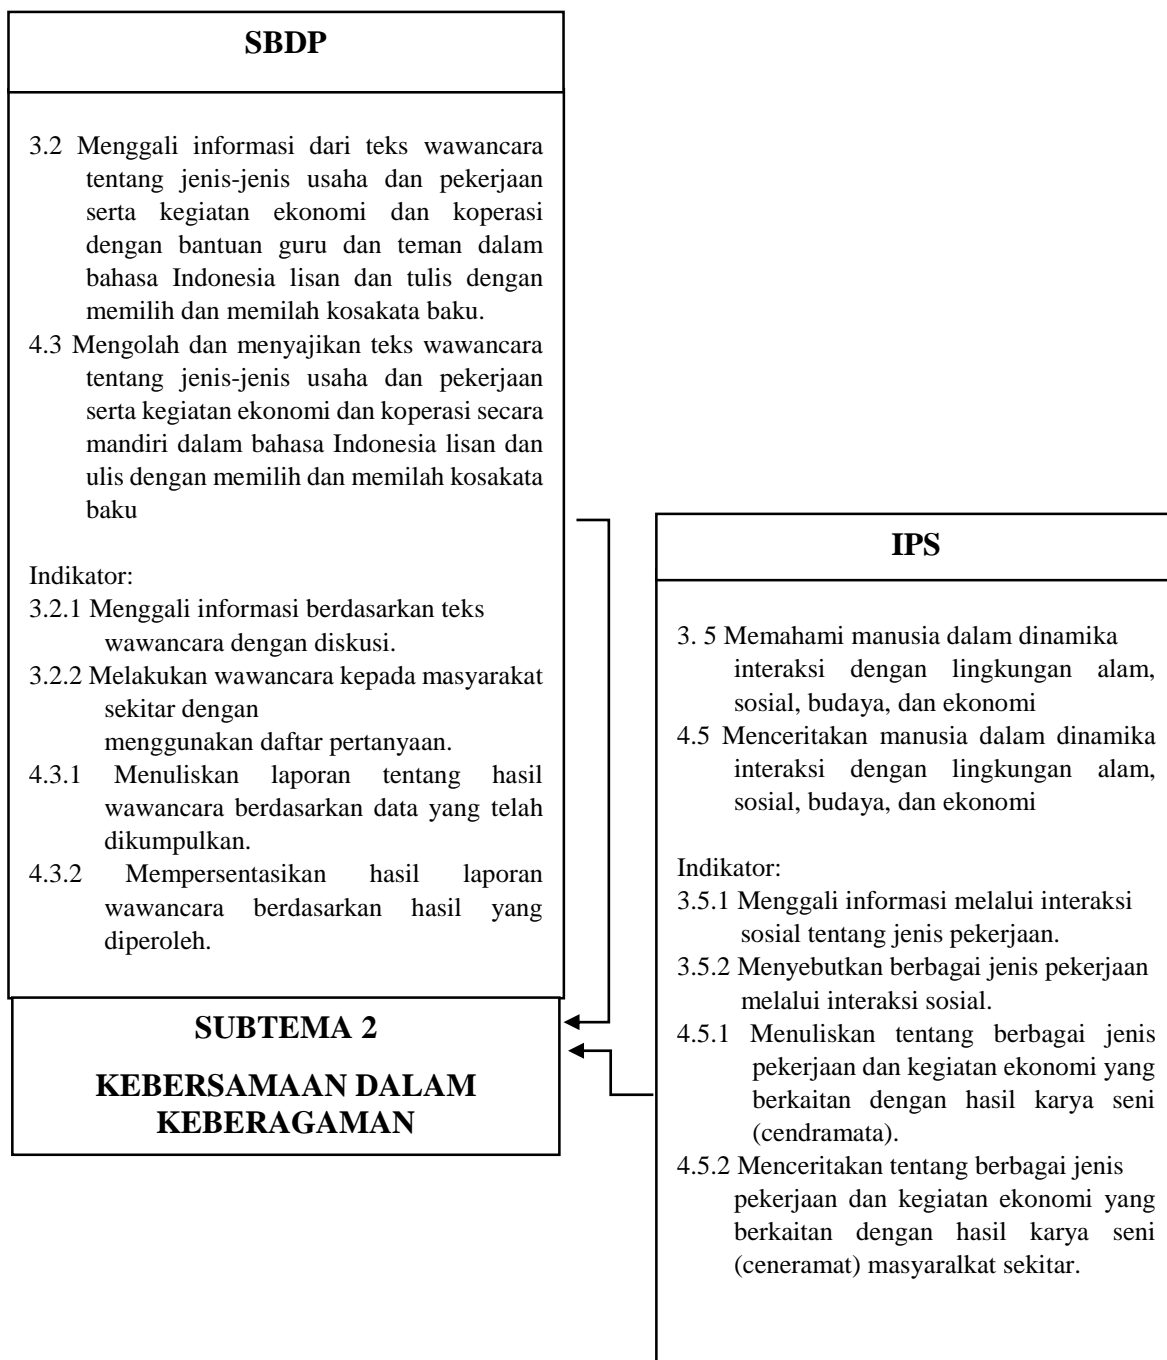 SBDP
3.2 Menggali informasi dari teks wawancara
tentang jenis-jenis usaha dan pekerjaan
serta kegiatan ekonomi dan koperasi
dengan bantuan guru dan teman dalam
bahasa Indonesia lisan dan tulis dengan
memilih dan memilah kosakata baku.
4.3 Mengolah dan menyajikan teks wawancara
tentang jenis-jenis usaha dan pekerjaan
serta kegiatan ekonomi dan koperasi secara
mandiri dalam bahasa Indonesia lisan dan
ulis dengan memilih dan memilah kosakata
baku
Indikator:
3.2.1 Menggali informasi berdasarkan teks
wawancara dengan diskusi.
3.2.2 Melakukan wawancara kepada masyarakat
sekitar dengan
menggunakan daftar pertanyaan.
4.3.1 Menuliskan laporan tentang hasil
wawancara berdasarkan data yang telah
dikumpulkan.
4.3.2 Mempersentasikan hasil laporan
wawancara berdasarkan hasil yang
diperoleh.
SUBTEMA 2
KEBERSAMAAN DALAM
KEBERAGAMAN
IPS
3. 5 Memahami manusia dalam dinamika
interaksi dengan lingkungan alam,
sosial, budaya, dan ekonomi
4.5 Menceritakan manusia dalam dinamika
interaksi dengan lingkungan alam,
sosial, budaya, dan ekonomi
Indikator:
3.5.1 Menggali informasi melalui interaksi
sosial tentang jenis pekerjaan.
3.5.2 Menyebutkan berbagai jenis pekerjaan
melalui interaksi sosial.
4.5.1 Menuliskan tentang berbagai jenis
pekerjaan dan kegiatan ekonomi yang
berkaitan dengan hasil karya seni
(cendramata).
4.5.2 Menceritakan tentang berbagai jenis
pekerjaan dan kegiatan ekonomi yang
berkaitan dengan hasil karya seni
(ceneramat) masyaralkat sekitar.